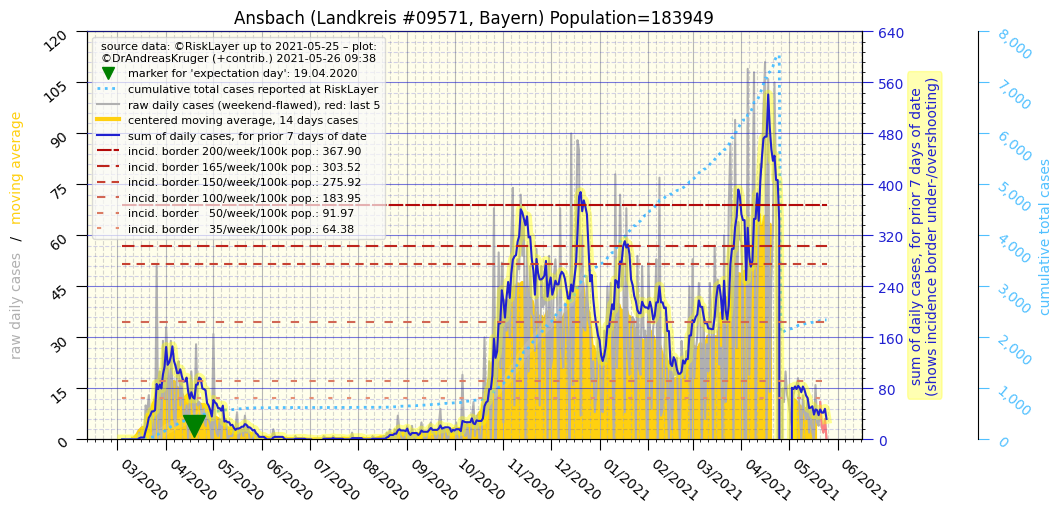 Ansbach (Landkreis #09571, Bayern) Population=183949
source data: ©RiskLayer up to 2021-05-25 – plot:
©DrAndreasKruger (+contrib.) 2021-05-26 09:38
marker for 'expectation day': 19.04.2020
cumulative total cases reported at RiskLayer
raw daily cases (weekend-flawed), red: last 5
centered moving average, 14 days cases
sum of daily cases, for prior 7 days of date
incid. border 200/week/100k pop.: 367.90
incid. border 165/week/100k pop.: 303.52
incid. border 150/week/100k pop.: 275.92
incid. border 100/week/100k pop.: 183.95
incid. border 50/week/100k pop.: 91.97
incid. border 35/week/100k pop.: 64.38
raw daily cases / moving average
120
105
90
75
60
45
30
15
0
03/2020
04/2020
05/2020
06/2020
07/2020
08/2020
09/2020
10/2020
11/2020
12/2020
01/2021
02/2021
03/2021
04/2021
05/2021
06/2021
640
560
480
400
320
240
160
80
0
sum of daily cases, for prior 7 days of date
(shows incidence border under-/overshooting)
8,000
7,000
6,000
5,000
4,000
3,000
2,000
1,000
0
cumulative total cases